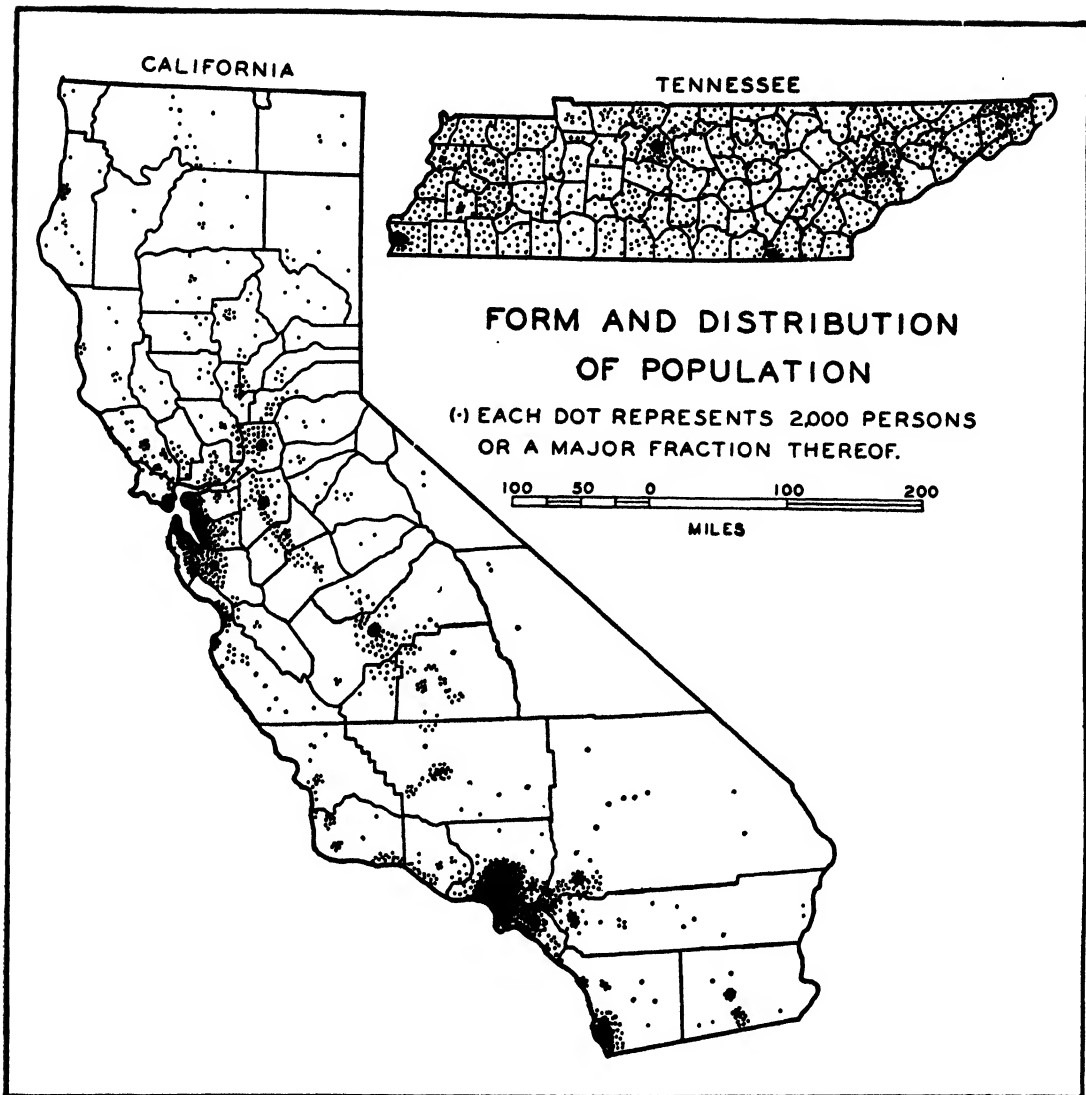 CALIFORNIA
TENNESSEE
FORM AND DISTRIBUTION
OF POPULATION
(·) EACH DOT REPRESENTS 2,000 PERSONS
OR A MAJOR FRACTION THEREOF.
100 50 0 100 200
MILES